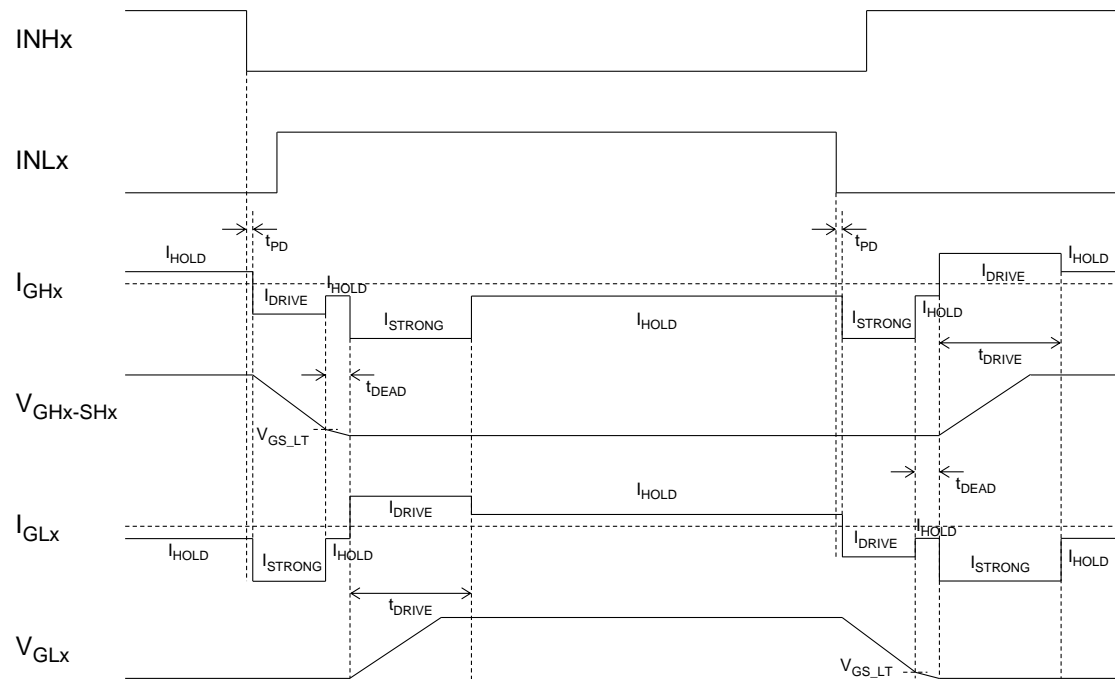 INHx
INLx
tPD
tPD
IHOLD
IHOLD
IGHx
IDRIVE
IHOLD
IDRIVE
ISTRONG
IHOLD
ISTRONG
IHOLD
tDRIVE
tDEAD
VGHx-SHx
VGS_LT
tDEAD
IHOLD
IGLx
IDRIVE
IHOLD
ISTRONG
IHOLD
IDRIVE
IHOLD
ISTRONG
IHOLD
tDRIVE
VGLx
VGS_LT